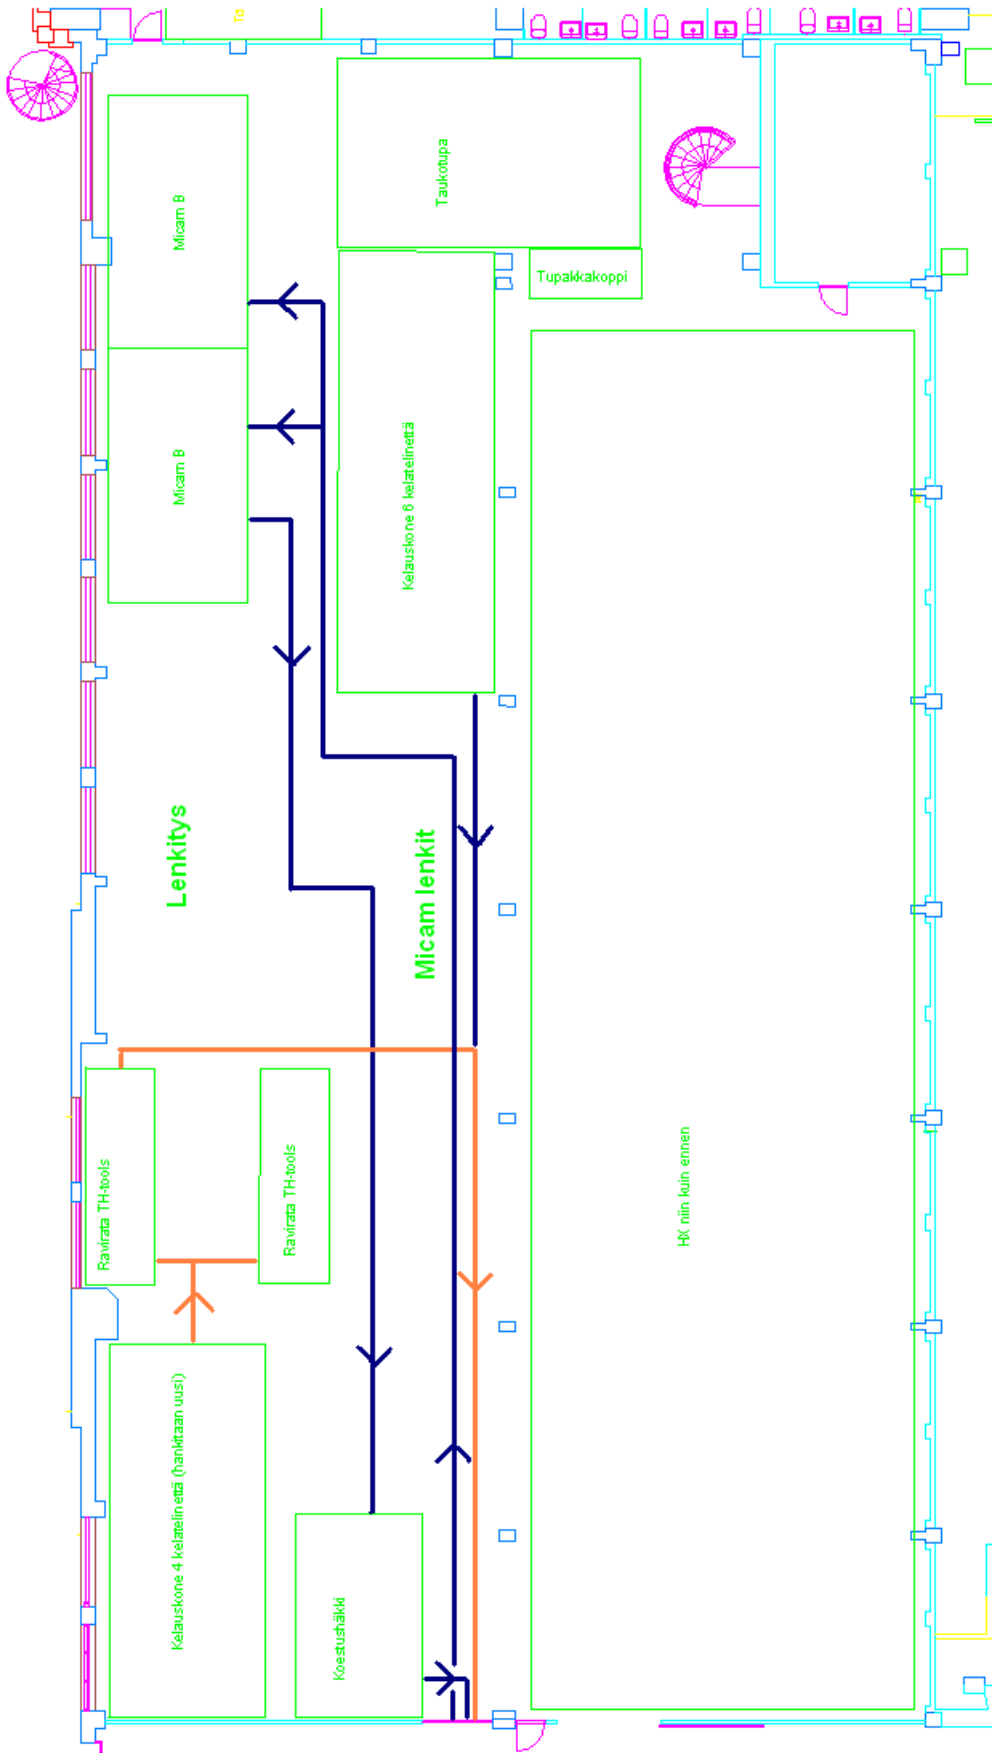 Ta
Taukotupa
Micam B
Tupakkakoppi
Micam B
Kelauskone 6 kelatelinettä
Lenkitys
Micam lenkit
Ravirata TH-tools
Ravirata TH-tools
HX niin kuin ennen
Kelauskone 4 kelatelinettä (hankitaan uusi)
Koestushäkki